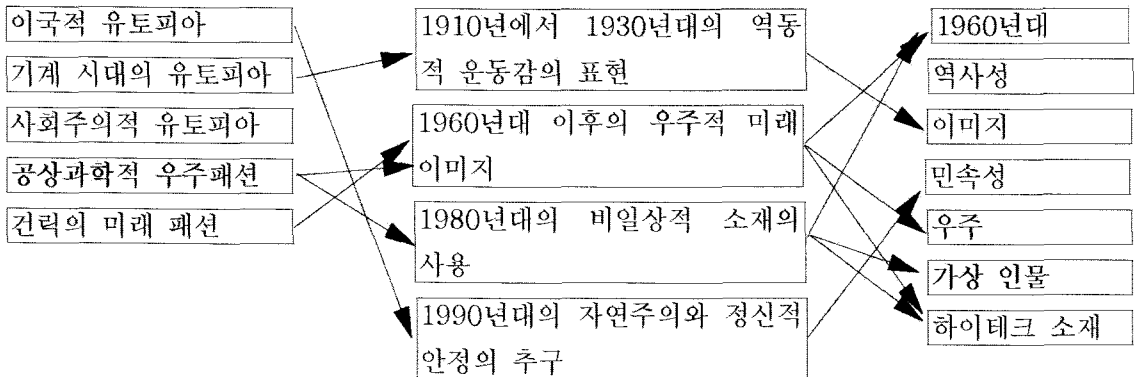 이국적 유토피아
기계 시대의 유토피아
사회주의적 유토피아
공상과학적 우주패션
건럭의 미래 패션
1910년에서 1930년대의 역동
적 운동감의 표현
1960년대 이후의 우주적 미래
이미지
1980년대의 비일상적 소재의
사용
1990년대의 자연주의와 정신적
안정의 추구
1960년대
역사성
이미지
민속성
우주
가상 인물
하이테크 소재